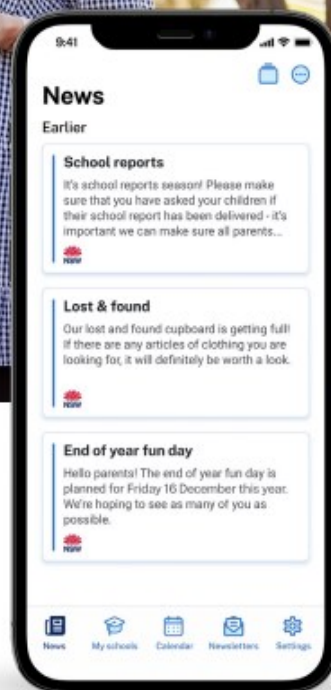 9:41
News
Earlier
School reports
It's school reports season! Please make
sure that you have asked your children if
their school report has been delivered - it's
important we can make sure all parents...
NSW
Lost & found
Our lost and found cupboard is getting full!
If there are any articles of clothing you are
looking for, it will definitely be worth a look.
NSW
End of year fun day
Hello parents! The end of year fun day is
planned for Friday 16 December this year.
We're hoping to see as many of you as
possible.
NSW
News My schools Calendar Newsletters Settings